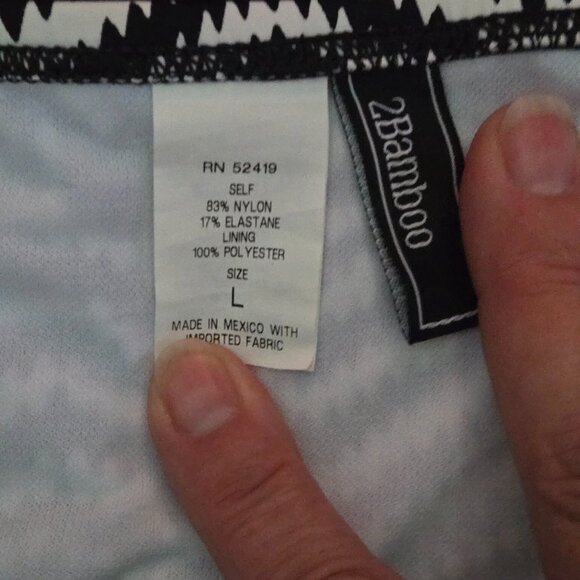 RN 52419
SELF
83% NYLON
17% ELASTANE
LINING
100% POLYESTER
SIZE
L
MADE IN MEXICO WITH
IMPORTED FABRIC
2Bamboo